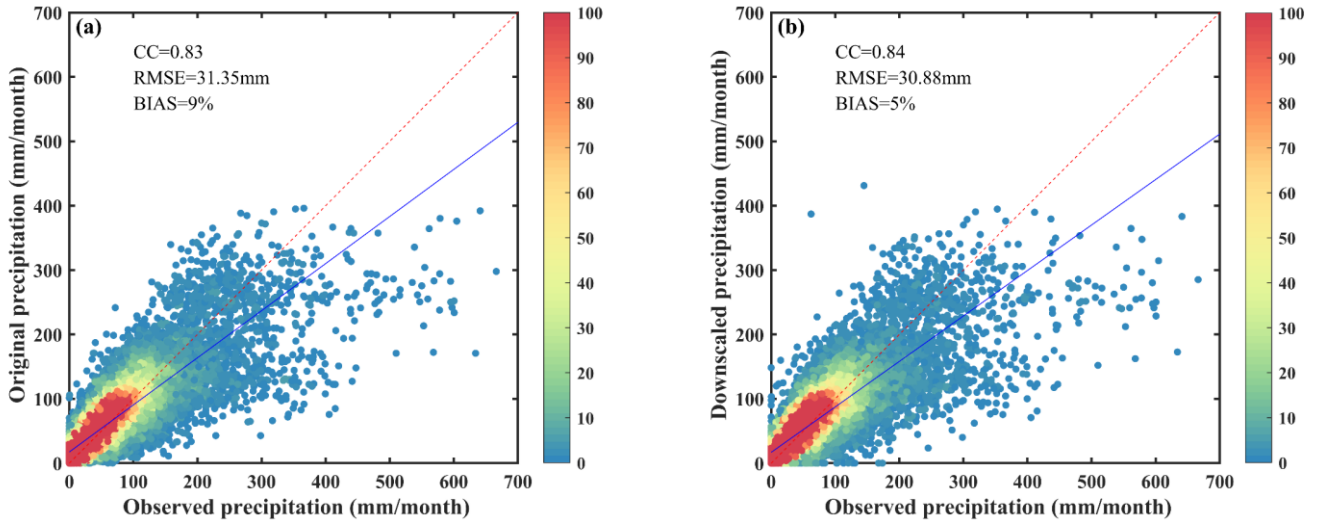 (a)
CC=0.83
RMSE=31.35mm
BIAS=9%
Original precipitation (mm/month)
700
600
500
400
300
200
100
0
0 100 200 300 400 500 600 700
Observed precipitation (mm/month)
100
90
80
70
60
50
40
30
20
10
0
(b)
CC=0.84
RMSE=30.88mm
BIAS=5%
Downscaled precipitation (mm/month)
700
600
500
400
300
200
100
0
0 100 200 300 400 500 600 700
Observed precipitation (mm/month)
100
90
80
70
60
50
40
30
20
10
0